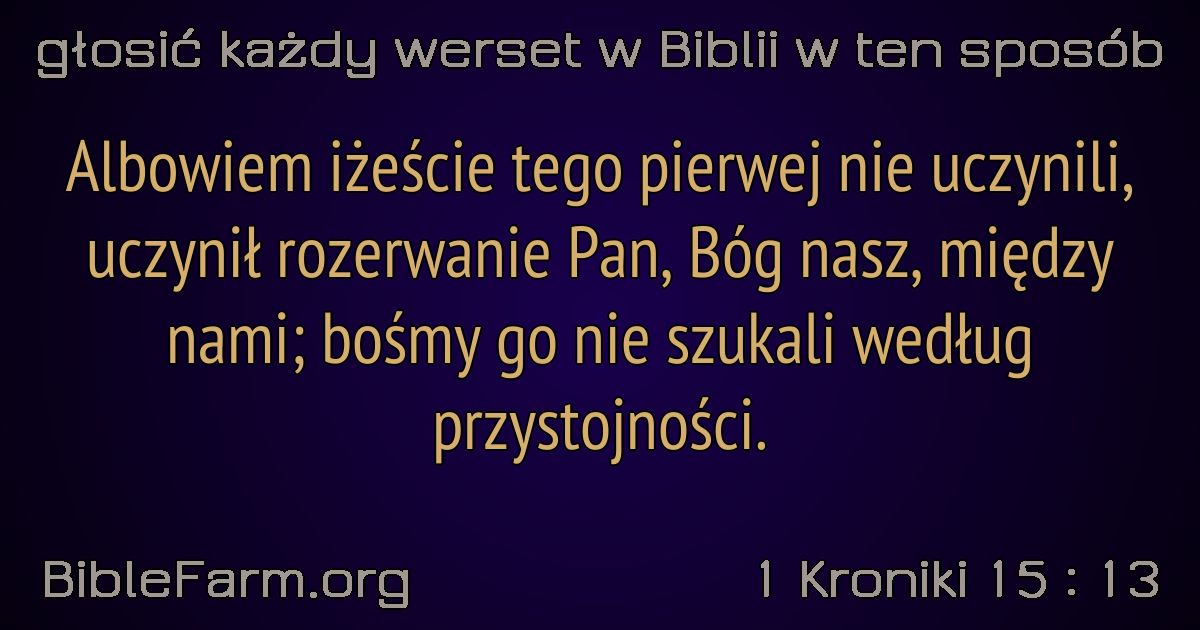 głosić każdy werset w Biblii w ten sposób
Albowiem iżeście tego pierwej nie uczynili,
uczynił rozerwanie Pan, Bóg nasz, między
nami; bośmy go nie szukali według
przystojności.
BibleFarm.org
1 Kroniki 15 : 13